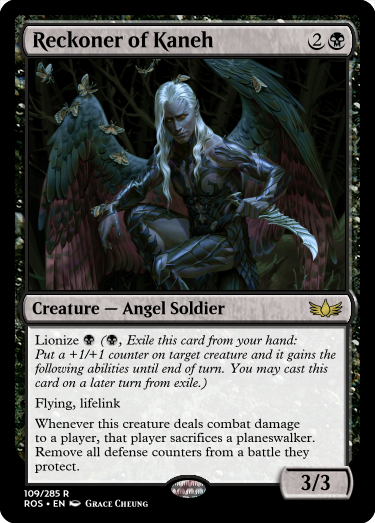 Reckoner of Kaneh 2
Creature — Angel Soldier
Lionize (, Exile this card from your hand:
Put a +1/+1 counter on target creature and it gains the
following abilities until end of turn. You may cast this
card on a later turn from exile.)
Flying, lifelink
Whenever this creature deals combat damage
to a player, that player sacrifices a planeswalker.
Remove all defense counters from a battle they
protect.
3/3
109/285 R
ROS • EN Grace Cheung